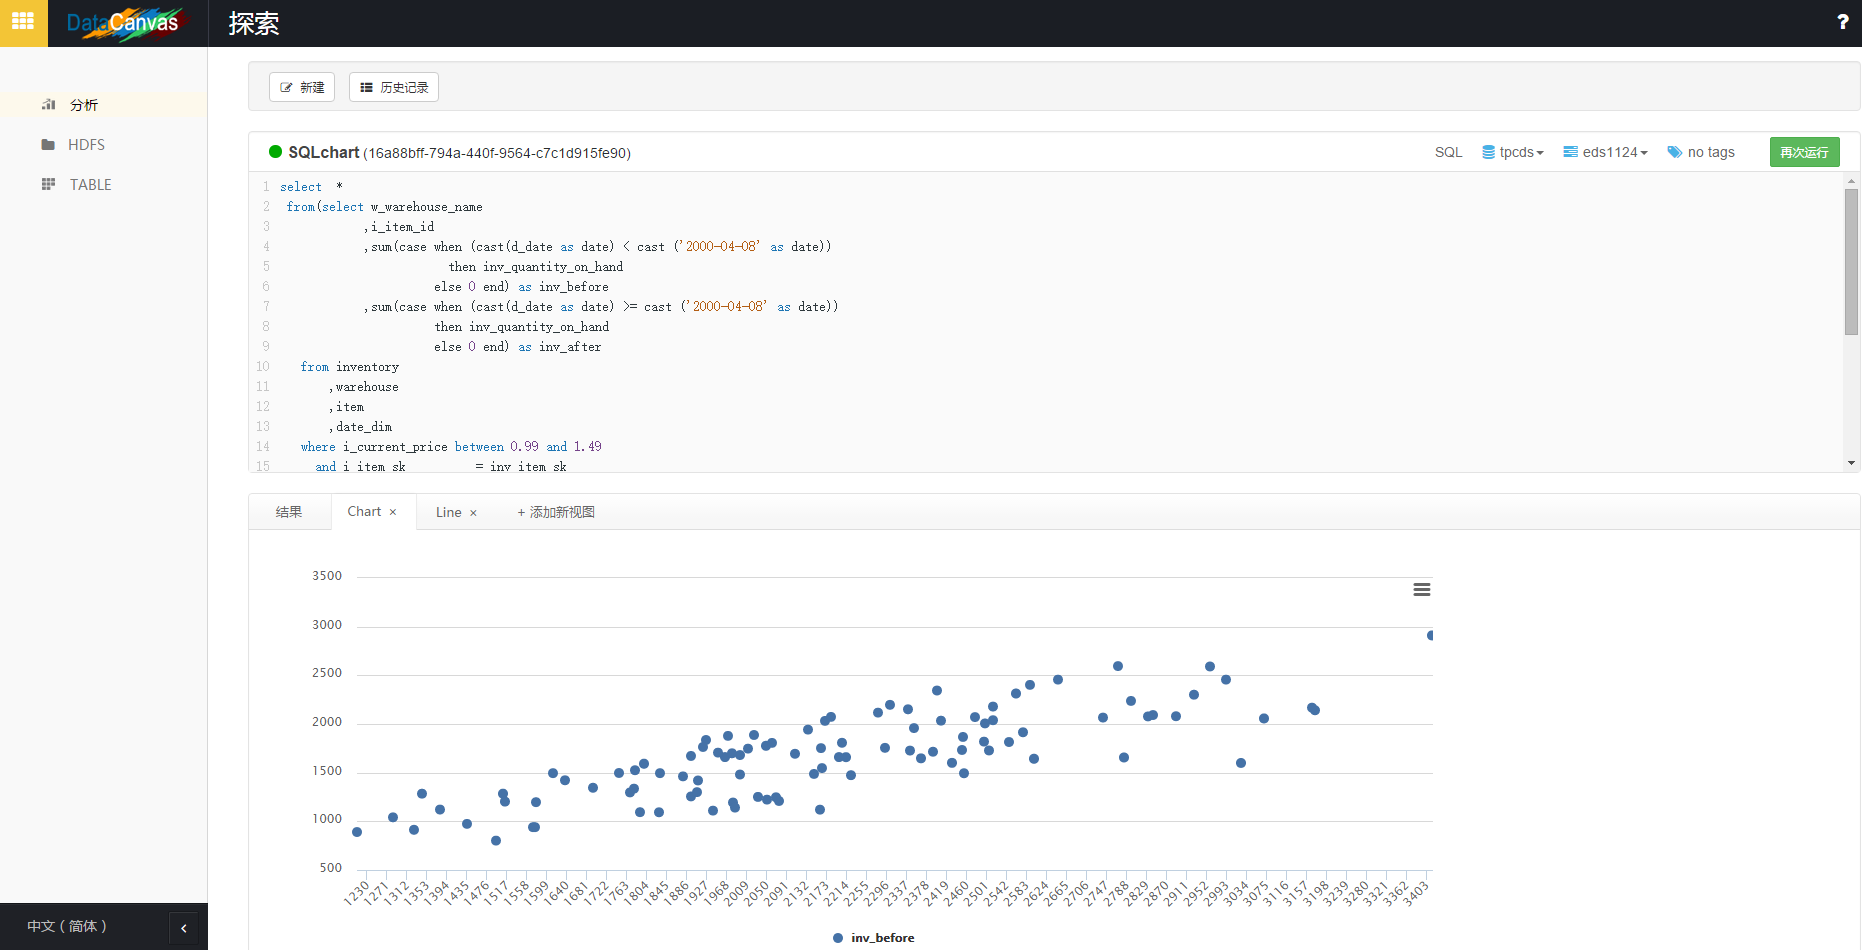 DataCanvas
探索
?
分析
HDFS
TABLE
中文 ( 简体 )
新建
历史记录
SQLchart (16a88bff-794a-440f-9564-c7c1d915fe90)
SQL
tpcds
eds1124
no tags
再次运行
1 select  *
2  from(select w_warehouse_name
3             ,i_item_id
4             ,sum(case when (cast(d_date as date) < cast ('2000-04-08' as date))
5                         then inv_quantity_on_hand
6                       else 0 end) as inv_before
7             ,sum(case when (cast(d_date as date) >= cast ('2000-04-08' as date))
8                       then inv_quantity_on_hand
9                       else 0 end) as inv_after
10    from inventory
11        ,warehouse
12        ,item
13        ,date_dim
14    where i_current_price between 0.99 and 1.49
15      and i_item_sk          = inv_item_sk
结果
Chart ×
Line ×
+ 添加新视图
3500
3000
2500
2000
1500
1000
500
1230
1271
1312
1353
1394
1435
1476
1517
1558
1599
1640
1681
1722
1763
1804
1845
1886
1927
1968
2009
2050
2091
2132
2173
2214
2255
2296
2337
2378
2419
2460
2501
2542
2583
2624
2665
2706
2747
2788
2829
2870
2911
2952
2993
3034
3075
3116
3157
3198
3239
3280
3321
3362
3403
inv_before